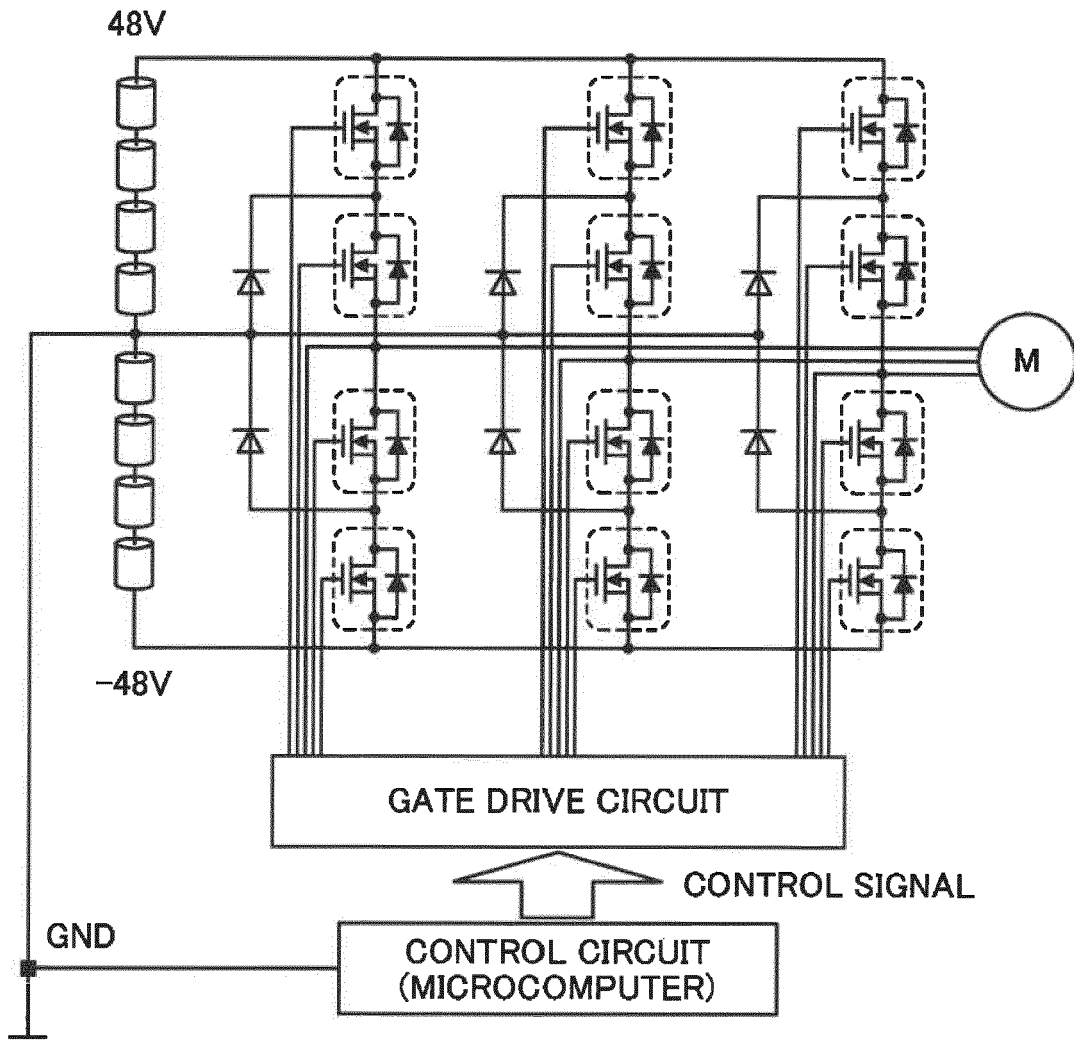 48V
M
−48V
GATE DRIVE CIRCUIT
CONTROL SIGNAL
GND
CONTROL CIRCUIT
(MICROCOMPUTER)